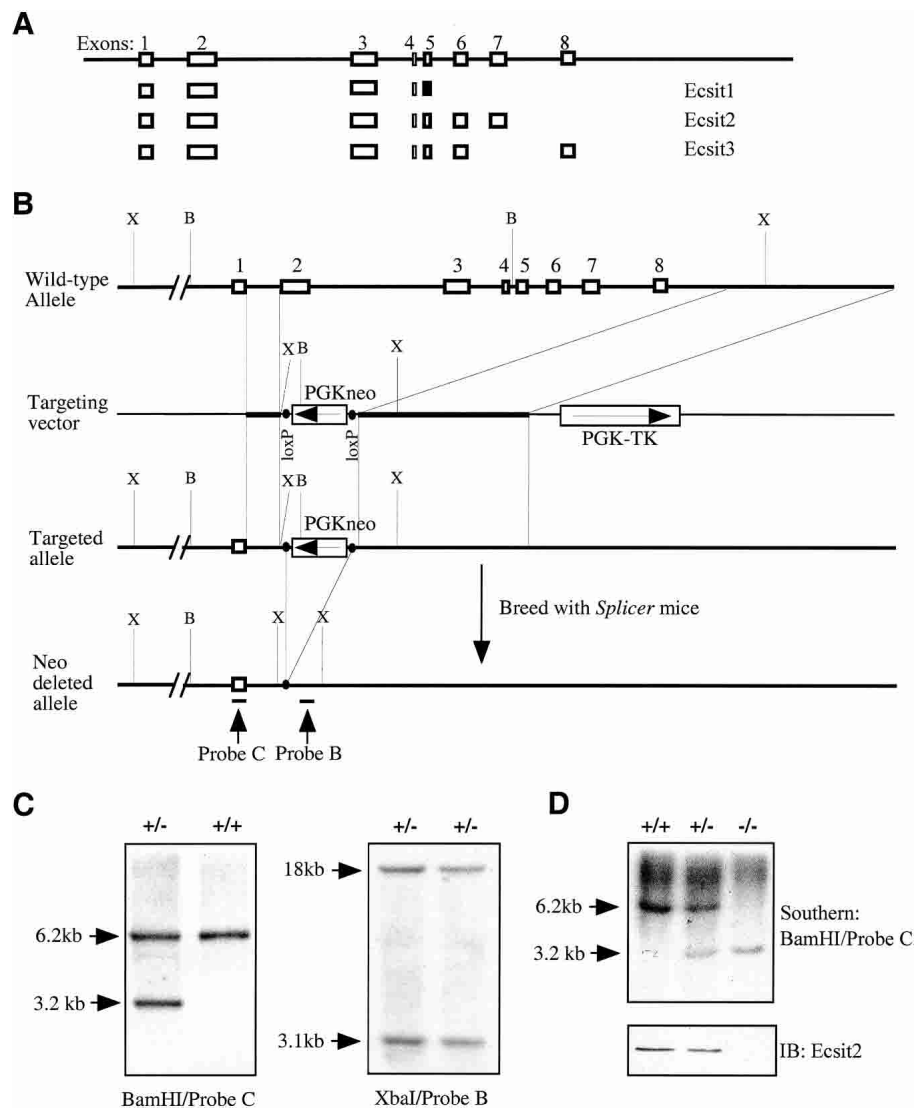 A
Exons: 1 2 3 4 5 6 7 8
Ecsit1
Ecsit2
Ecsit3
B
X B B X
1 2 3 4 5 6 7 8
Wild-type
Allele
X B X
PGKneo
Targeting
vector
loxP
loxP
PGK-TK
X B X B X
PGKneo
Targeted
allele
Breed with Splicer mice
X B X X
Neo
deleted
allele
Probe C Probe B
C
+/- +/+
6.2kb
3.2 kb
BamHI/Probe C
+/- +/-
18kb
3.1kb
XbaI/Probe B
D
+/+ +/- -/-
6.2kb
3.2 kb
Southern:
BamHI/Probe C
IB: Ecsit2